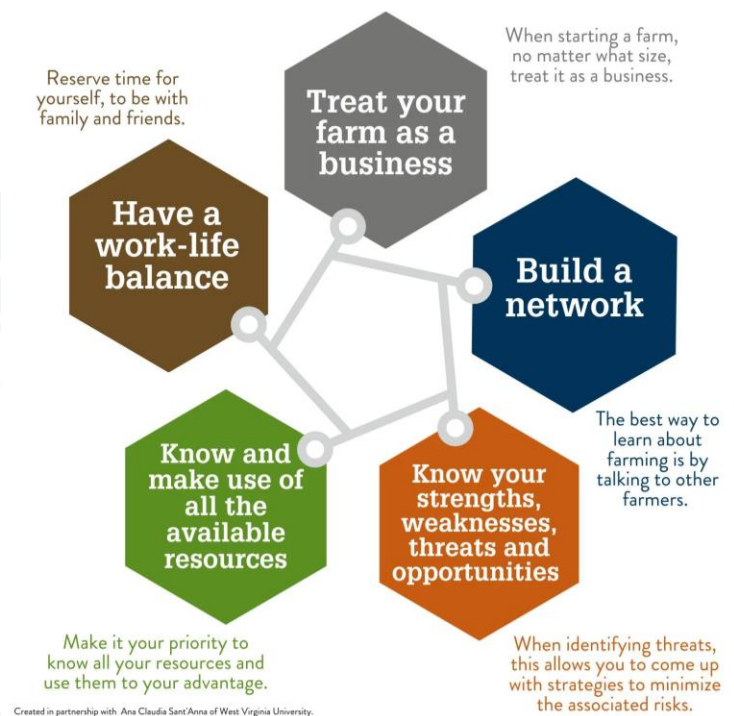 When starting a farm,
no matter what size,
treat it as a business.
Treat your
farm as a
business
Reserve time for
yourself, to be with
family and friends.
Have a
work-life
balance
Build a
network
The best way to
learn about
farming is by
talking to other
farmers.
Know and
make use of
all the
available
resources
Know your
strengths,
weaknesses,
threats and
opportunities
Make it your priority to
know all your resources and
use them to your advantage.
When identifying threats,
this allows you to come up
with strategies to minimize
the associated risks.
Created in partnership with Ana Claudia Sant'Anna of West Virginia University.